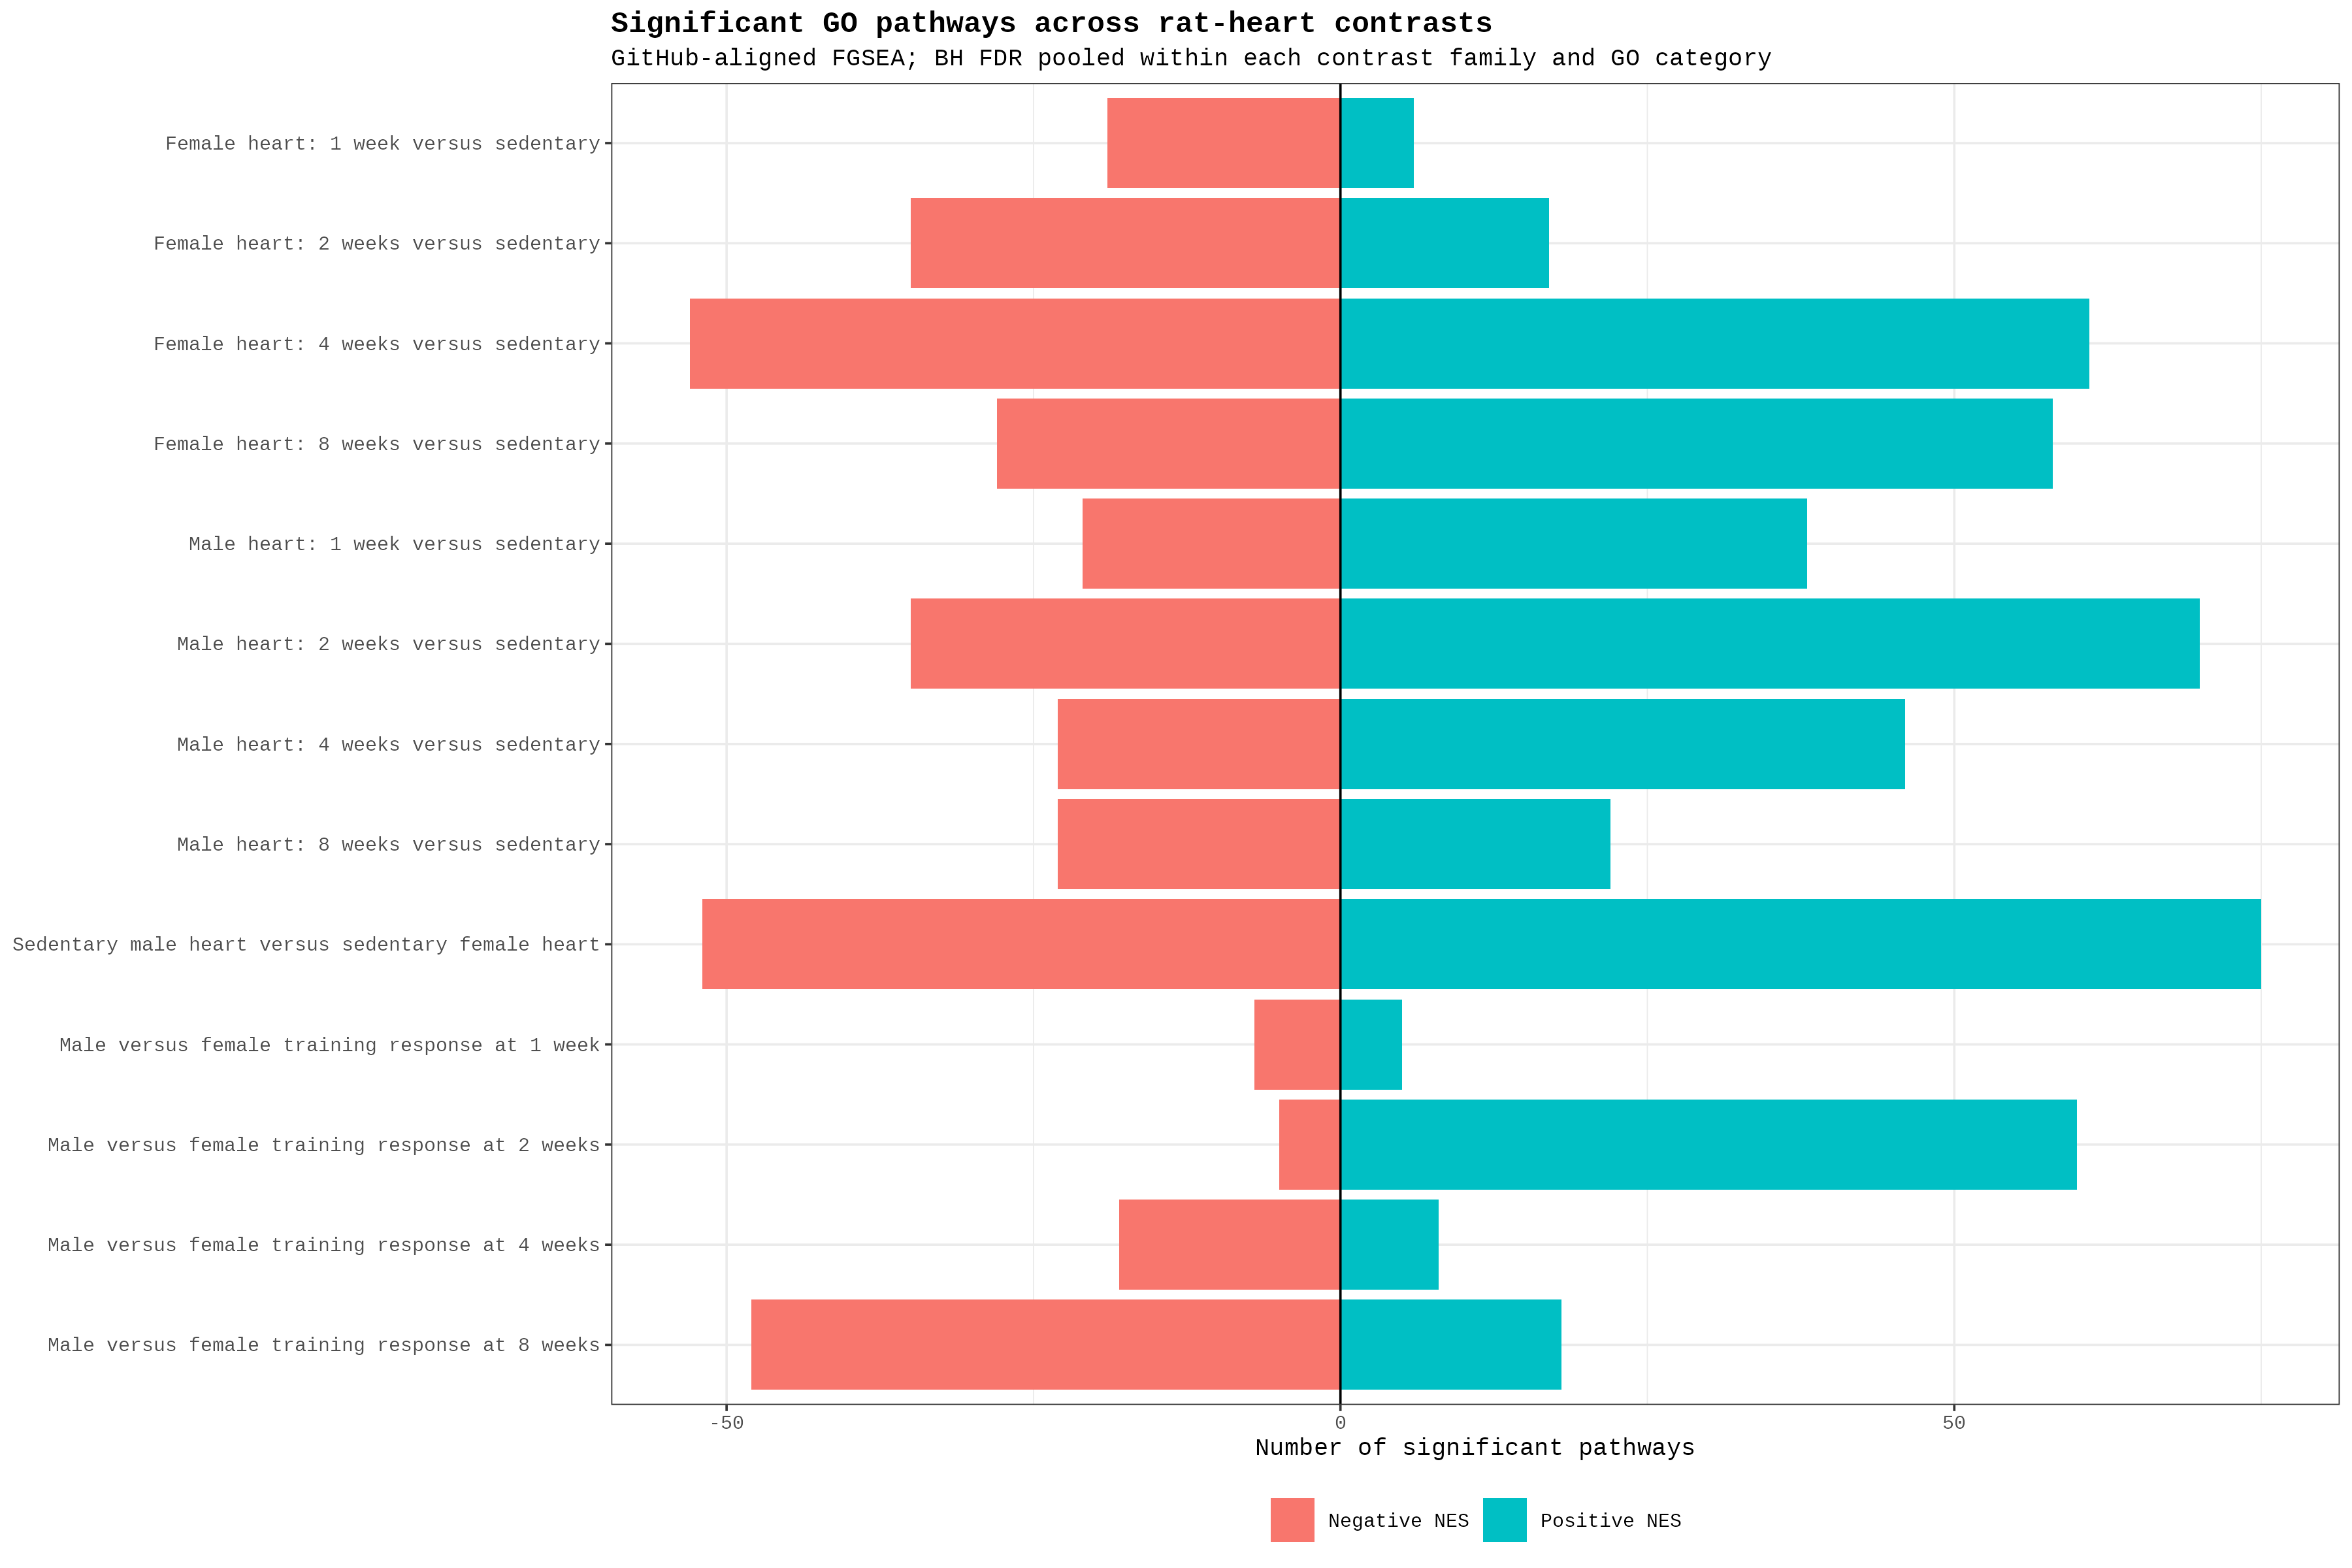 Significant GO pathways across rat-heart contrasts
GitHub-aligned FGSEA; BH FDR pooled within each contrast family and GO category
Female heart: 1 week versus sedentary
Female heart: 2 weeks versus sedentary
Female heart: 4 weeks versus sedentary
Female heart: 8 weeks versus sedentary
Male heart: 1 week versus sedentary
Male heart: 2 weeks versus sedentary
Male heart: 4 weeks versus sedentary
Male heart: 8 weeks versus sedentary
Sedentary male heart versus sedentary female heart
Male versus female training response at 1 week
Male versus female training response at 2 weeks
Male versus female training response at 4 weeks
Male versus female training response at 8 weeks
-50 0 50
Number of significant pathways
Negative NES Positive NES